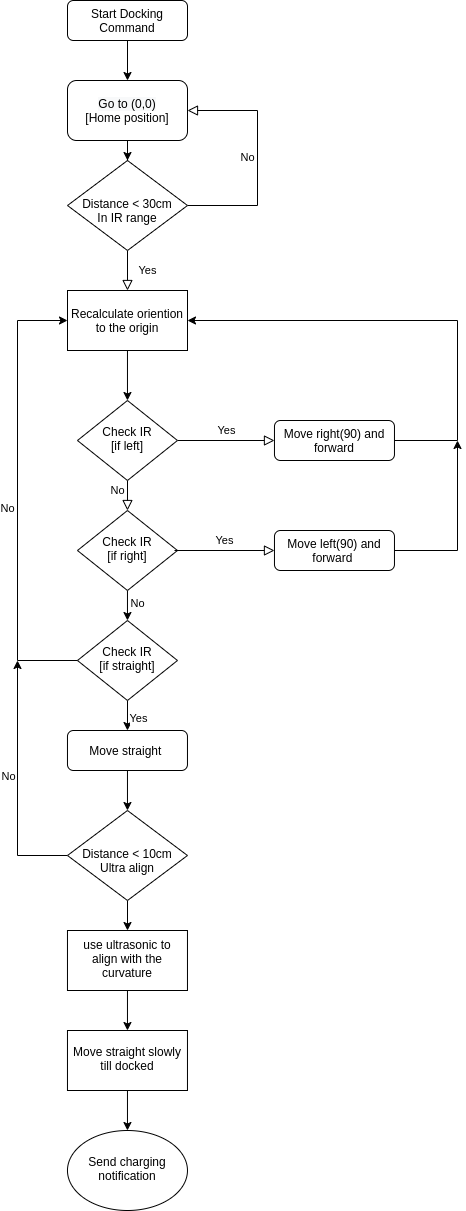 Start Docking
Command
Go to (0,0)
[Home position]
No
Distance < 30cm
In IR range
Yes
Recalculate oriention
to the origin
Check IR
[if left]
Yes
Move right(90) and
forward
No
No
Check IR
[if right]
Yes
Move left(90) and
forward
No
Check IR
[if straight]
Yes
Move straight
No
Distance < 10cm
Ultra align
use ultrasonic to
align with the
curvature
Move straight slowly
till docked
Send charging
notification